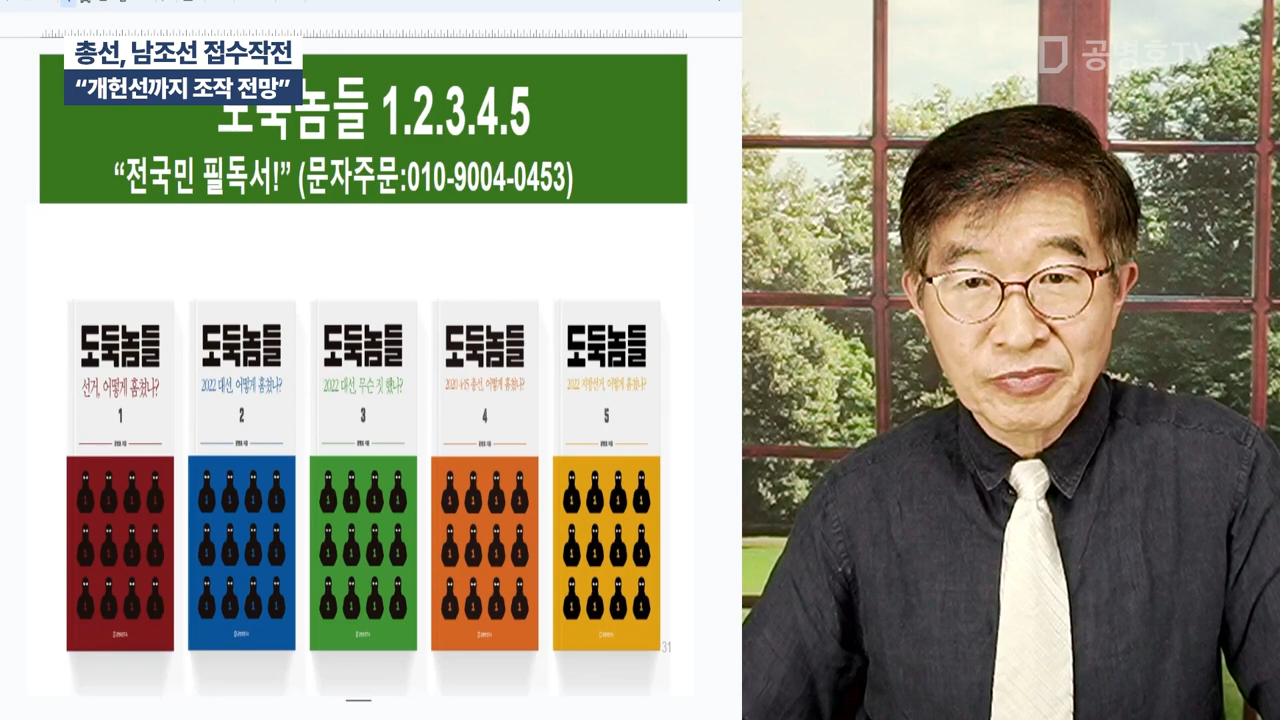 총선, 남조선 접수작전
“개헌선까지 조작 전망”
도둑놈들 1.2.3.4.5
“전국민 필독서!” (문자주문:010-9004-0453)
공병호TV
도둑놈들
선거, 어떻게 훔쳤나?
1
도둑놈들
2022 대선, 어떻게 훔쳤나?
2
도둑놈들
2022 대선, 무슨 짓 했나?
3
도둑놈들
2020 4·15 총선, 어떻게 훔쳤나?
4
도둑놈들
2022 지방선거, 어떻게 훔쳤나?
5
31